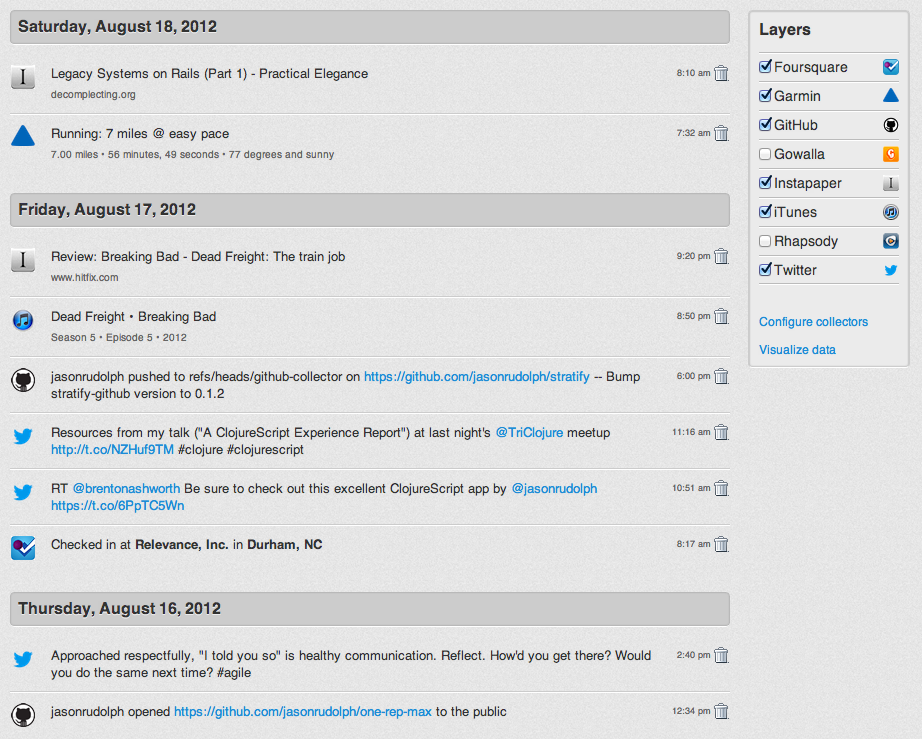 Saturday, August 18, 2012
Legacy Systems on Rails (Part 1) - Practical Elegance
8:10 am
decomplecting.org
Running: 7 miles @ easy pace
7:32 am
7.00 miles • 56 minutes, 49 seconds • 77 degrees and sunny
Friday, August 17, 2012
Review: Breaking Bad - Dead Freight: The train job
9:20 pm
www.hitfix.com
Dead Freight • Breaking Bad
8:50 pm
Season 5 • Episode 5 • 2012
jasonrudolph pushed to refs/heads/github-collector on https://github.com/jasonrudolph/stratify -- Bump
6:00 pm
stratify-github version to 0.1.2
Resources from my talk ("A ClojureScript Experience Report") at last night's @TriClojure meetup
11:16 am
http://t.co/NZHuf9TM #clojure #clojurescript
RT @brentonashworth Be sure to check out this excellent ClojureScript app by @jasonrudolph
10:51 am
https://t.co/6PpTC5Wn
Checked in at Relevance, Inc. in Durham, NC
8:17 am
Thursday, August 16, 2012
Approached respectfully, "I told you so" is healthy communication. Reflect. How'd you get there? Would
2:40 pm
you do the same next time? #agile
jasonrudolph opened https://github.com/jasonrudolph/one-rep-max to the public
12:34 pm
Layers
Foursquare
Garmin
GitHub
Gowalla
Instapaper
iTunes
Rhapsody
Twitter
Configure collectors
Visualize data